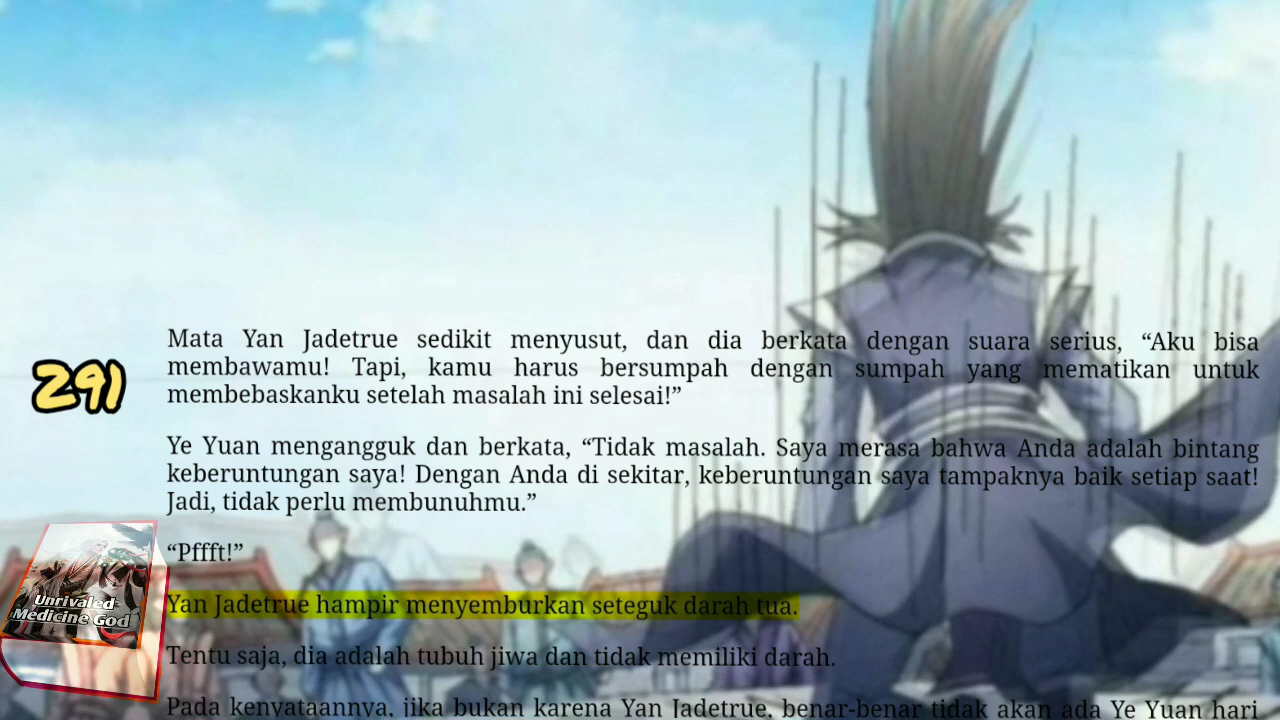 Mata Yan Jadetrue sedikit menyusut, dan dia berkata dengan suara serius, “Aku bisa
membawamu! Tapi, kamu harus bersumpah dengan sumpah yang mematikan untuk
membebaskanku setelah masalah ini selesai!”
291
Ye Yuan mengangguk dan berkata, “Tidak masalah. Saya merasa bahwa Anda adalah bintang
keberuntungan saya! Dengan Anda di sekitar, keberuntungan saya tampaknya baik setiap saat!
Jadi, tidak perlu membunuhmu.”
“Pffft!”
Yan Jadetrue hampir menyemburkan seteguk darah tua.
Unrivaled
Medicine God
Tentu saja, dia adalah tubuh jiwa dan tidak memiliki darah.
Pada kenyataannya, jika bukan karena Yan Jadetrue, benar-benar tidak akan ada Ye Yuan hari